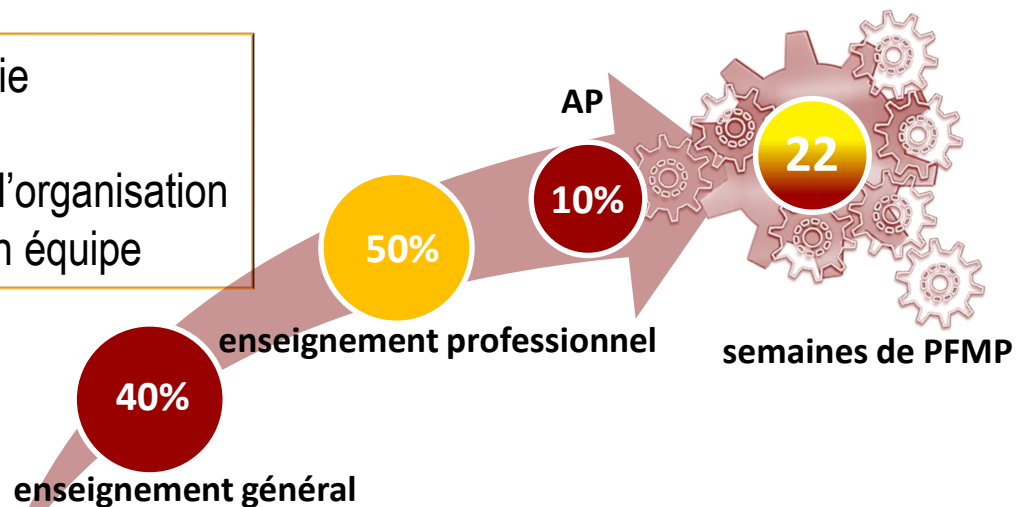 ie
l'organisation
n équipe
AP
22
10%
50%
enseignement professionnel
semaines de PFMP
40%
enseignement général